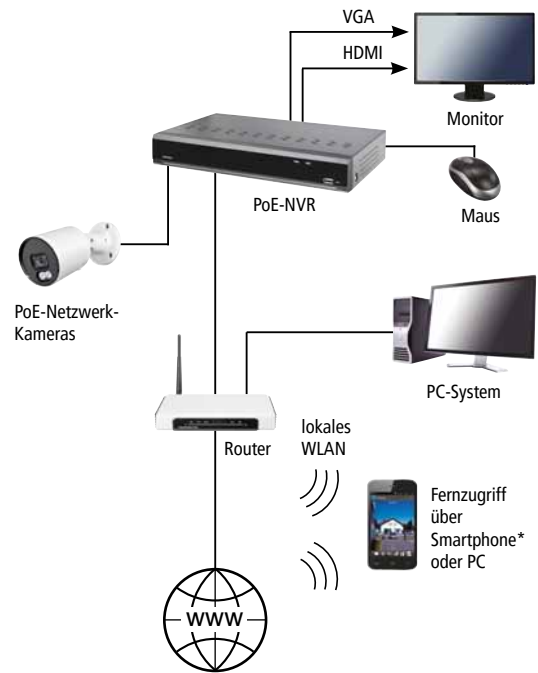 VGA
HDMI
Monitor
PoE-NVR
Maus
PoE-Netzwerk-
Kameras
PC-System
Router
lokales
WLAN
Fernzugriff
über
Smartphone*
oder PC
WWW